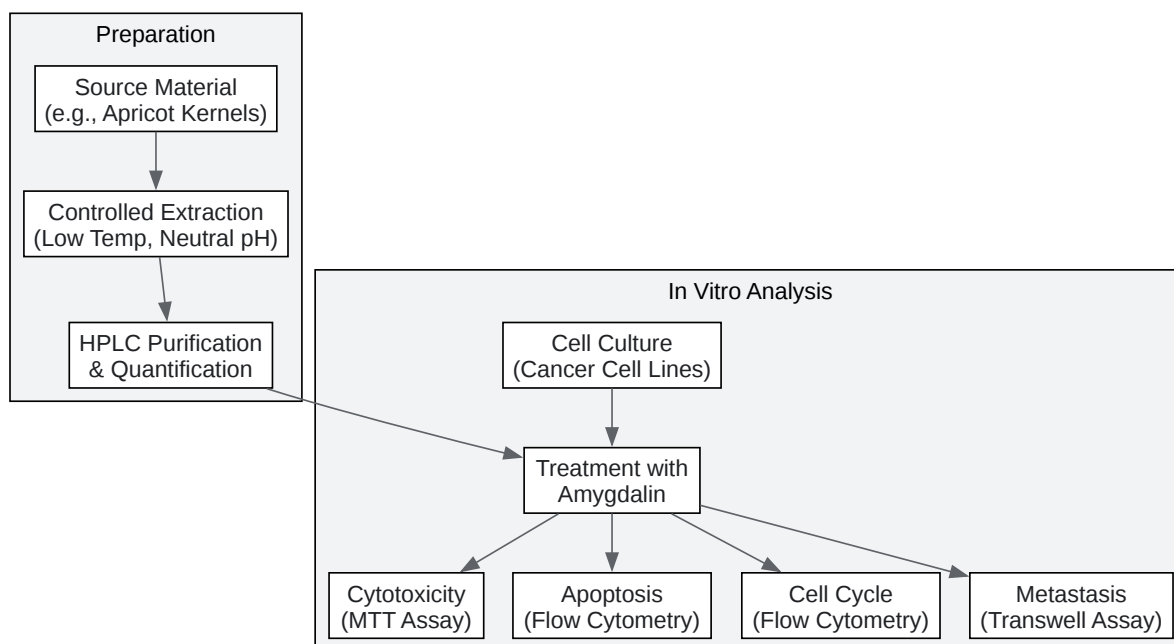 Preparation
Source Material
(e.g., Apricot Kernels)
Controlled Extraction
(Low Temp, Neutral pH)
HPLC Purification
& Quantification
In Vitro Analysis
Cell Culture
(Cancer Cell Lines)
Treatment with
Amygdalin
Cytotoxicity
(MTT Assay)
Apoptosis
(Flow Cytometry)
Cell Cycle
(Flow Cytometry)
Metastasis
(Transwell Assay)